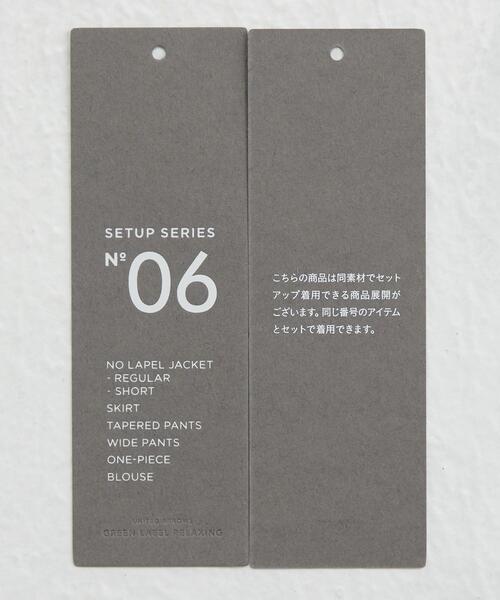 SETUP SERIES
Nº 06
NO LAPEL JACKET
- REGULAR
- SHORT
SKIRT
TAPERED PANTS
WIDE PANTS
ONE-PIECE
BLOUSE
UNITED ARROWS
GREEN LABEL RELAXING
こちらの商品は同素材でセット
アップ着用できる商品展開が
ございます。同じ番号のアイテム
とセットで着用できます。